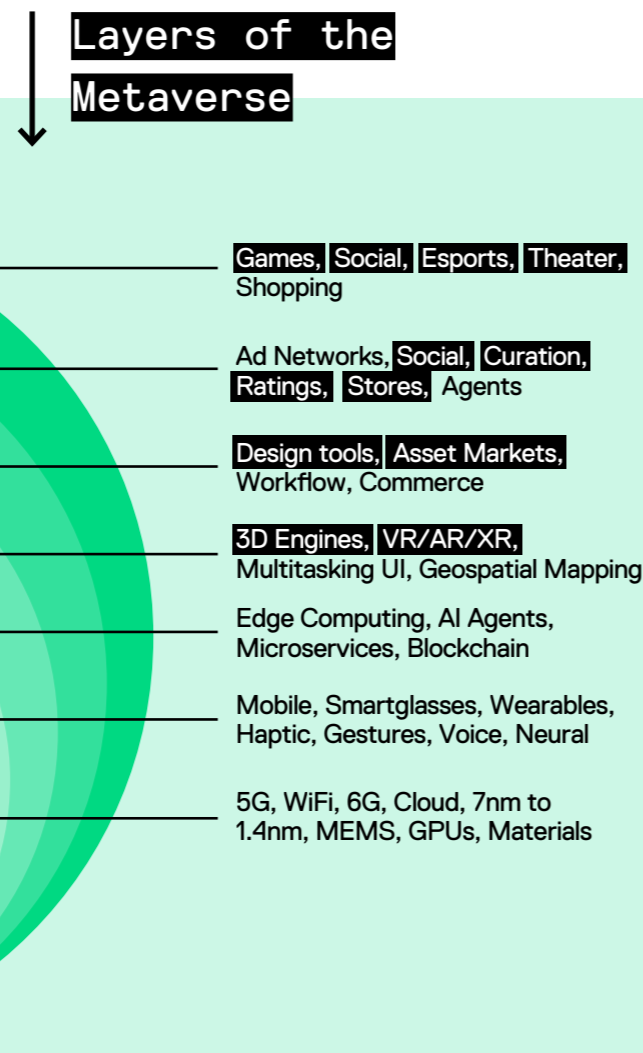 Layers of the
Metaverse
Games, Social, Esports, Theater,
Shopping
Ad Networks, Social, Curation,
Ratings, Stores, Agents
Design tools, Asset Markets,
Workflow, Commerce
3D Engines, VR/AR/XR,
Multitasking UI, Geospatial Mapping
Edge Computing, AI Agents,
Microservices, Blockchain
Mobile, Smartglasses, Wearables,
Haptic, Gestures, Voice, Neural
5G, WiFi, 6G, Cloud, 7nm to
1.4nm, MEMS, GPUs, Materials